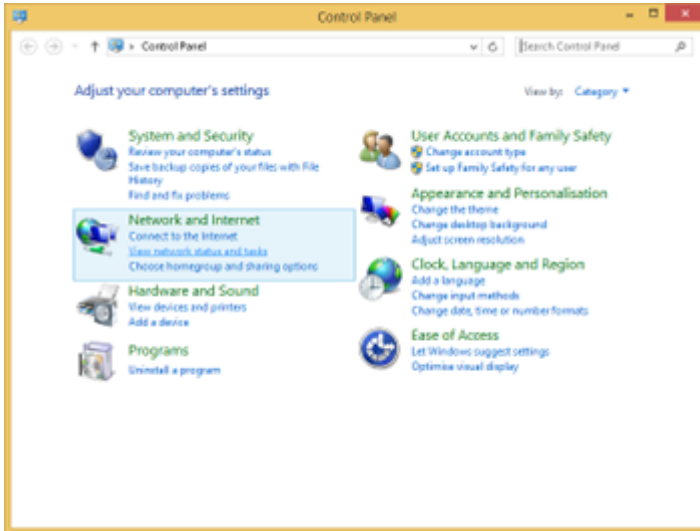 Control Panel
Control Panel
Search Control Panel
Adjust your computer's settings
View by: Category
System and Security
Review your computer's status
Save backup copies of your files with File
History
Find and fix problems
Network and Internet
Connect to the Internet
View network status and tasks
Choose homegroup and sharing options
Hardware and Sound
View devices and printers
Add a device
Programs
Uninstall a program
User Accounts and Family Safety
Change account type
Set up Family Safety for any user
Appearance and Personalisation
Change the theme
Change desktop background
Adjust screen resolution
Clock, Language and Region
Add a language
Change input methods
Change date, time or number formats
Ease of Access
Let Windows suggest settings
Optimise visual display